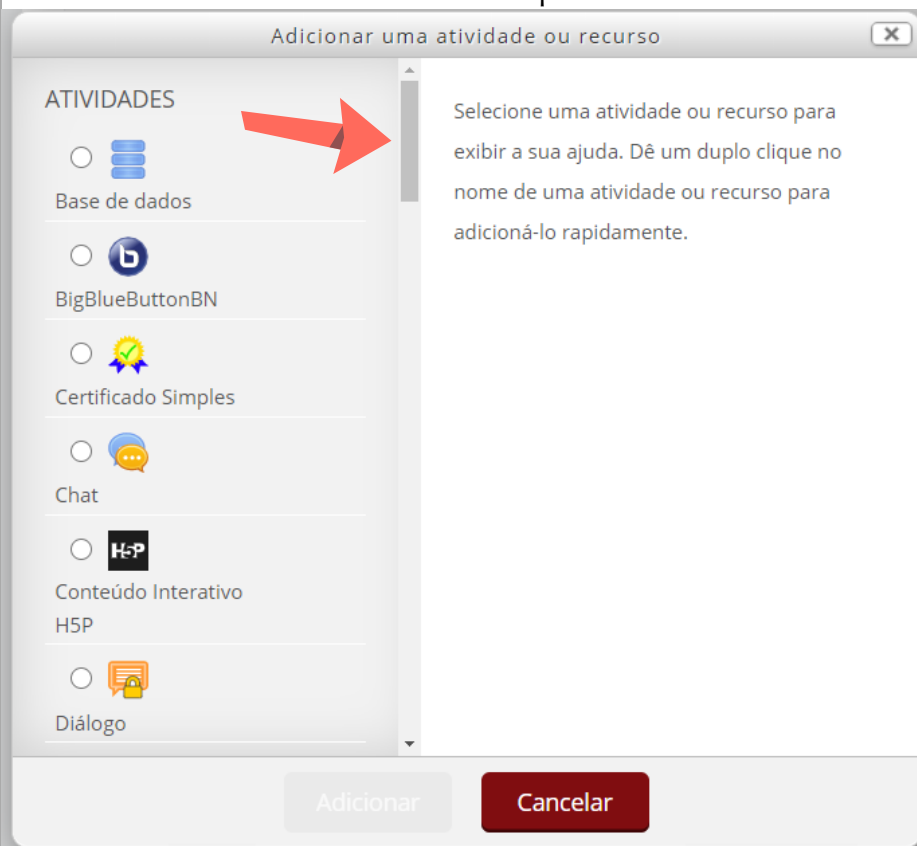 Adicionar uma atividade ou recurso
ATIVIDADES
Base de dados
BigBlueButtonBN
Certificado Simples
Chat
H5P
Conteúdo Interativo
H5P
Diálogo
Selecione uma atividade ou recurso para
exibir a sua ajuda. Dê um duplo clique no
nome de uma atividade ou recurso para
adicioná-lo rapidamente.
Adicionar
Cancelar